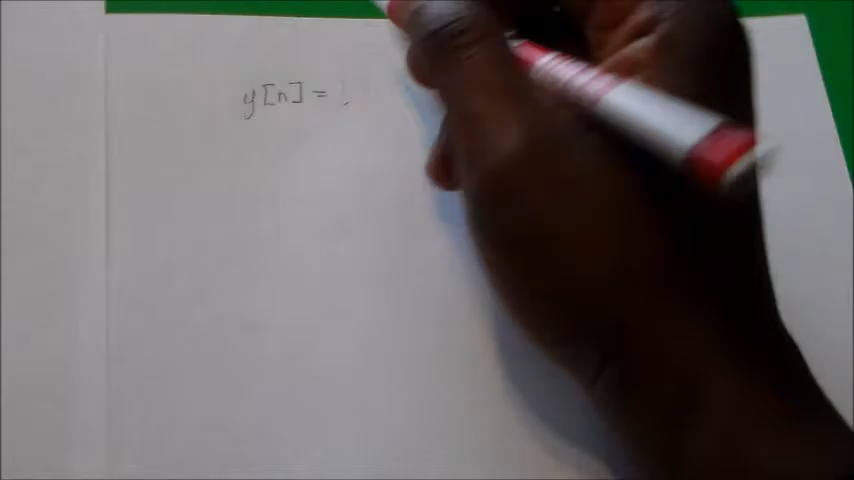 y[n] =